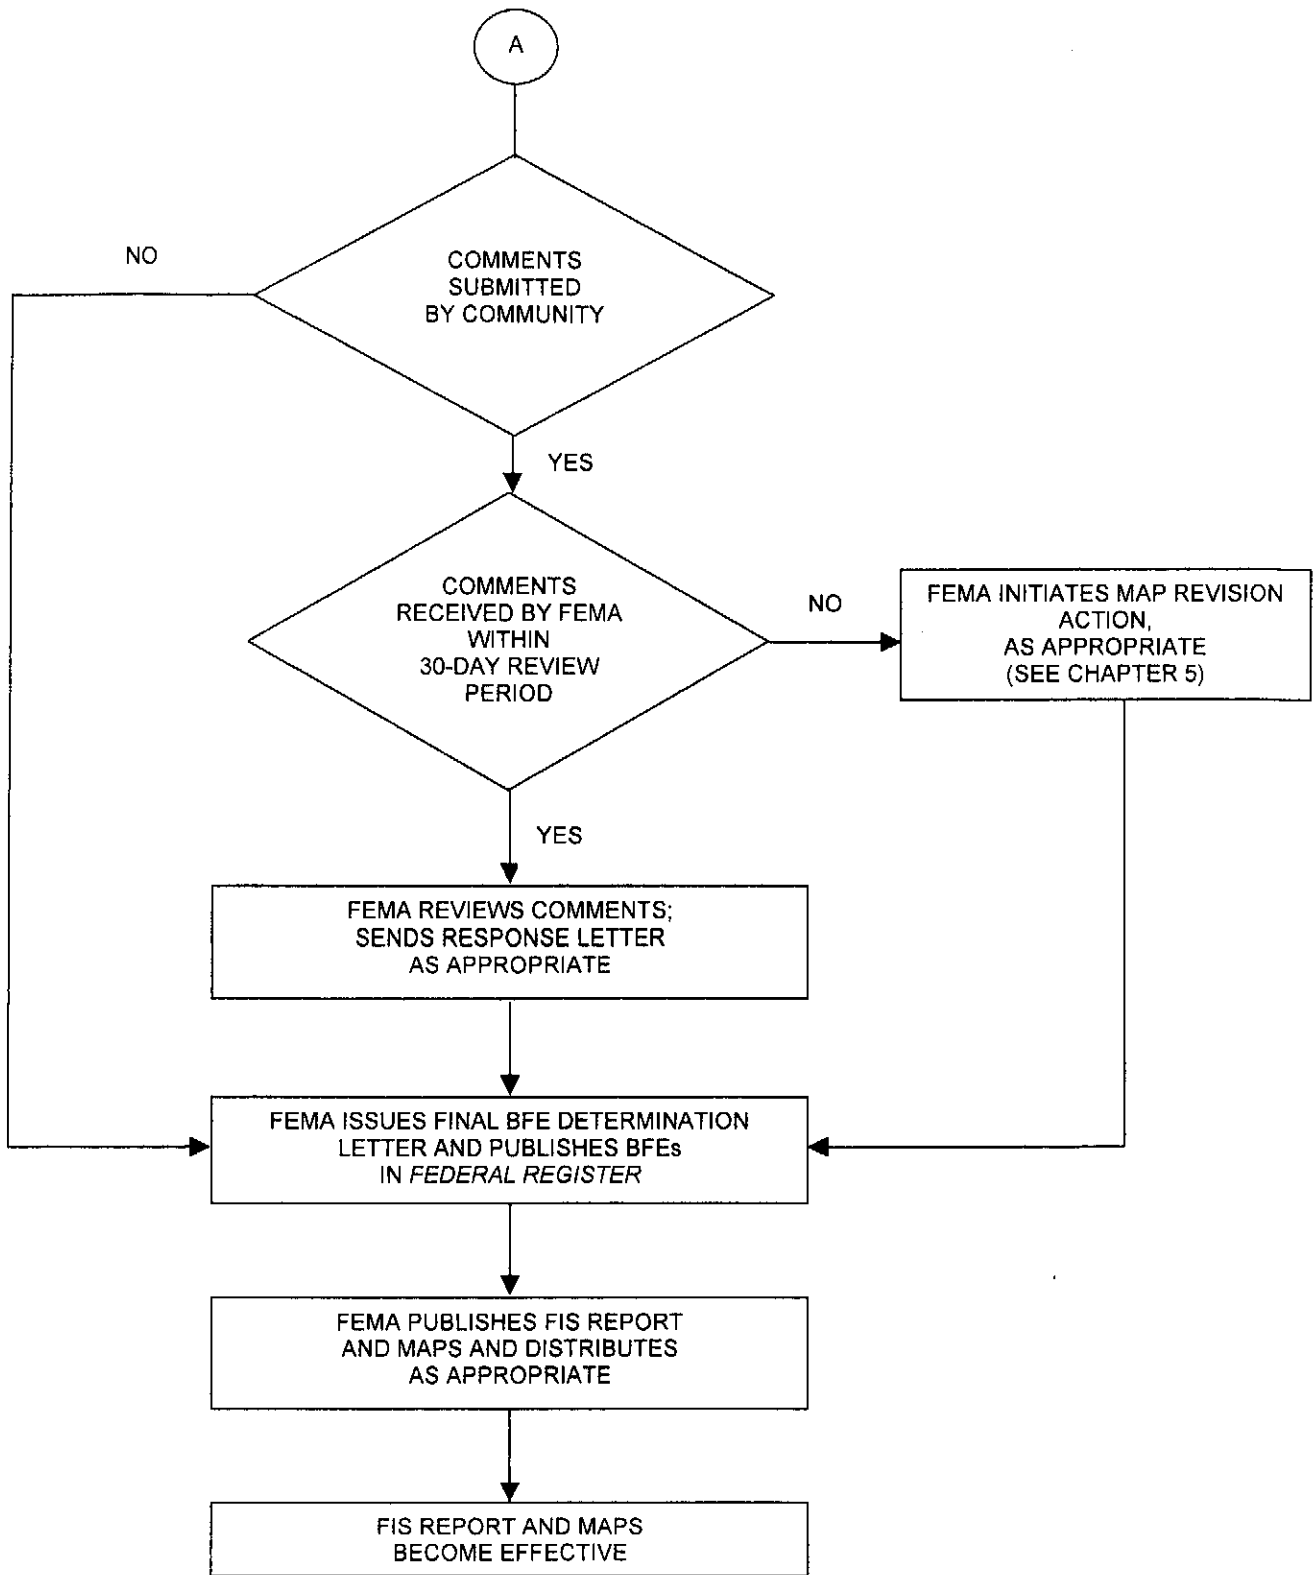 A
NO
COMMENTS
SUBMITTED
BY COMMUNITY
YES
COMMENTS
RECEIVED BY FEMA
WITHIN
30-DAY REVIEW
PERIOD
NO
FEMA INITIATES MAP REVISION
ACTION,
AS APPROPRIATE
(SEE CHAPTER 5)
YES
FEMA REVIEWS COMMENTS;
SENDS RESPONSE LETTER
AS APPROPRIATE
FEMA ISSUES FINAL BFE DETERMINATION
LETTER AND PUBLISHES BFEs
IN FEDERAL REGISTER
FEMA PUBLISHES FIS REPORT
AND MAPS AND DISTRIBUTES
AS APPROPRIATE
FIS REPORT AND MAPS
BECOME EFFECTIVE